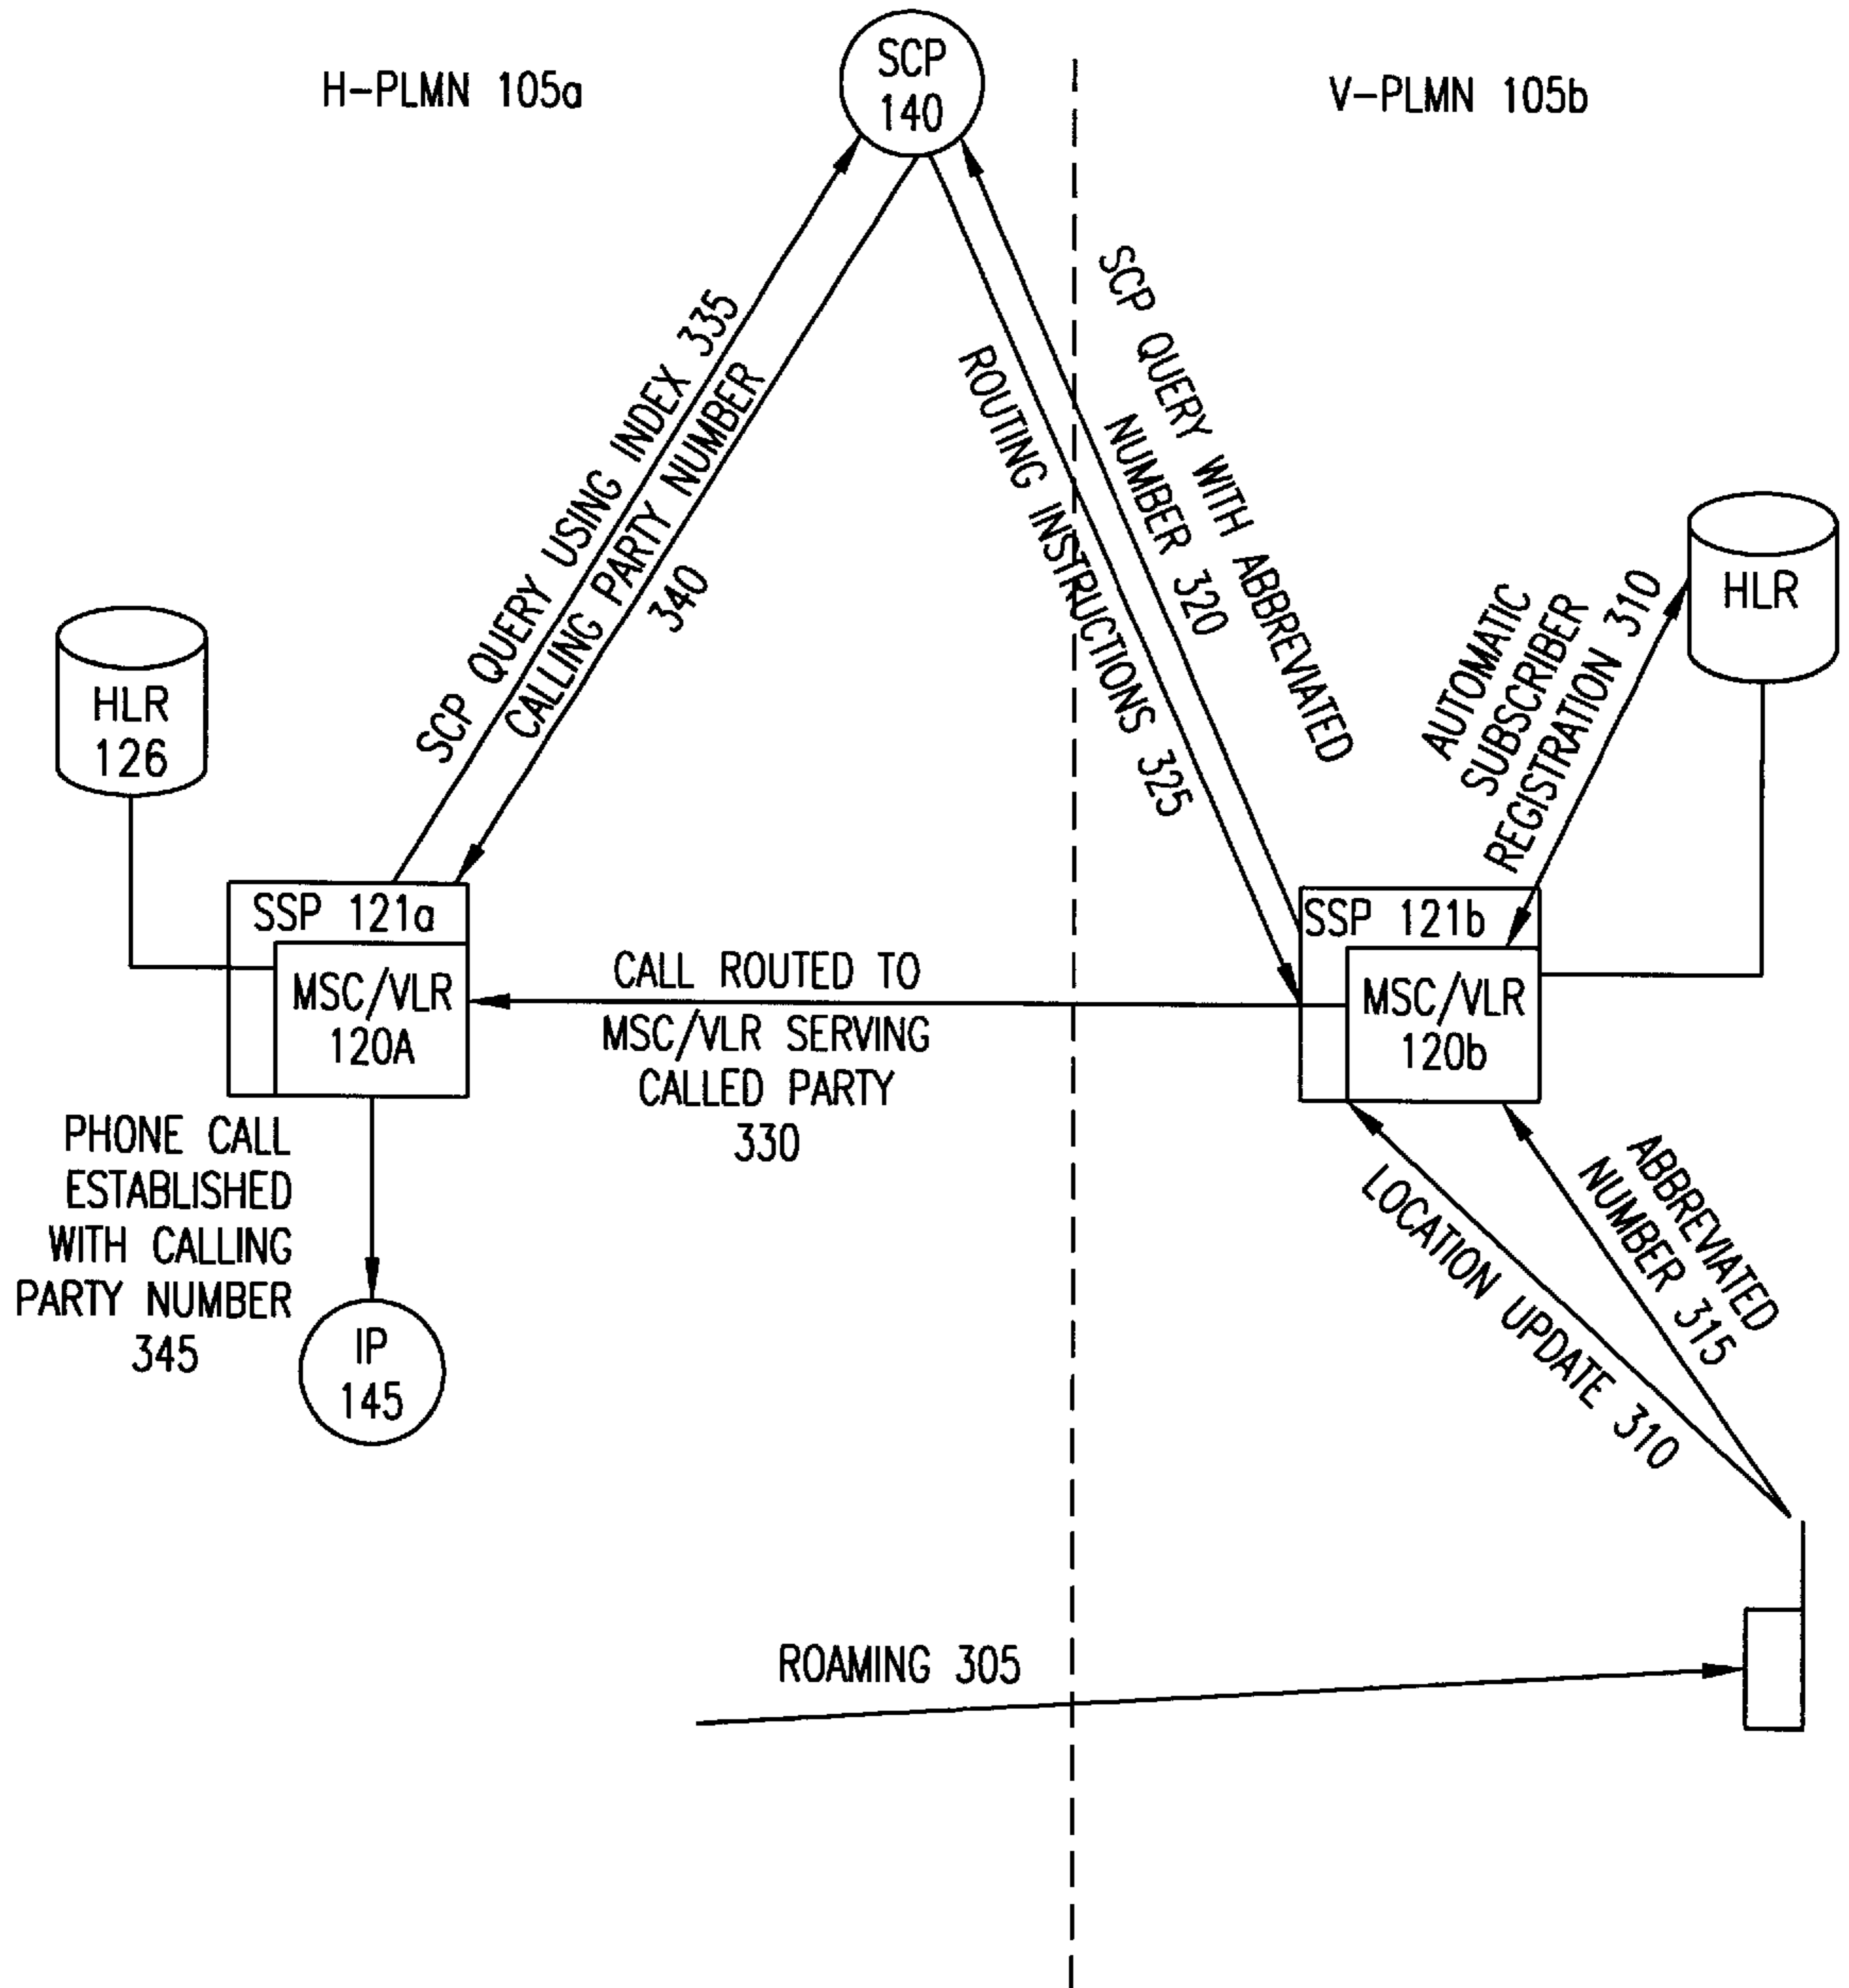 H-PLMN 105a
SCP
140
V-PLMN 105b
SCP QUERY USING INDEX 335
CALLING PARTY NUMBER
340
ROUTING INSTRUCTIONS 325
SCP QUERY WITH ABBREVIATED
NUMBER 320
AUTOMATIC
SUBSCRIBER
REGISTRATION 310
HLR
HLR
126
SSP 121a
MSC/VLR
120A
CALL ROUTED TO
MSC/VLR SERVING
CALLED PARTY
330
SSP 121b
MSC/VLR
120b
PHONE CALL
ESTABLISHED
WITH CALLING
PARTY NUMBER
345
IP
145
LOCATION UPDATE 310
ABBREVIATED
NUMBER 315
ROAMING 305